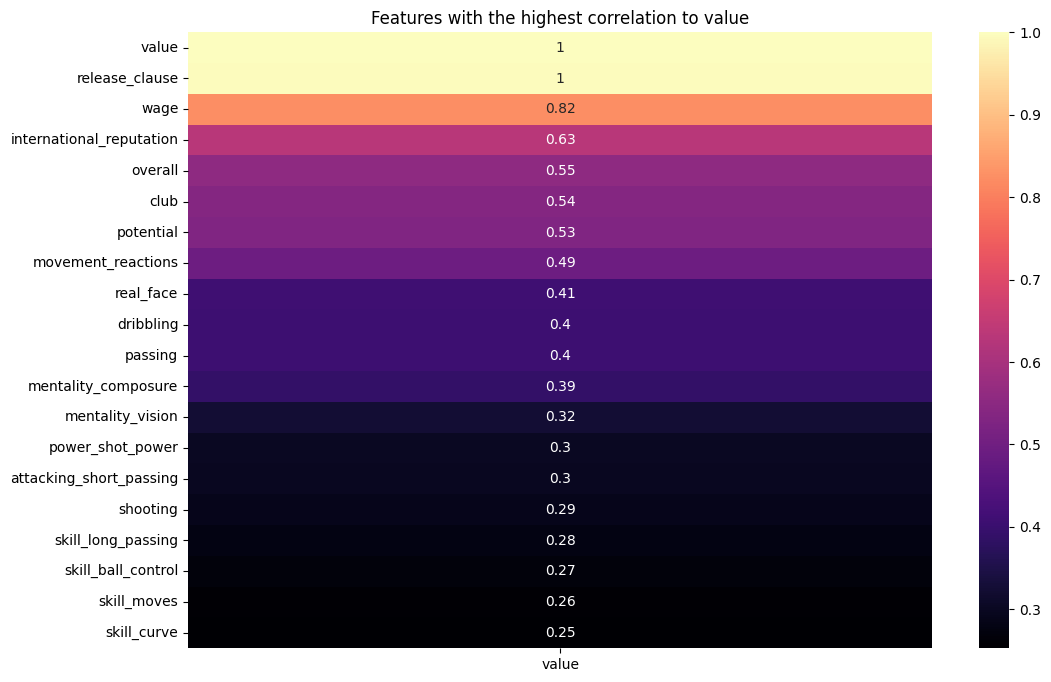 Features with the highest correlation to value
value 1
release_clause 1
wage 0.82
international_reputation 0.63
overall 0.55
club 0.54
potential 0.53
movement_reactions 0.49
real_face 0.41
dribbling 0.4
passing 0.4
mentality_composure 0.39
mentality_vision 0.32
power_shot_power 0.3
attacking_short_passing 0.3
shooting 0.29
skill_long_passing 0.28
skill_ball_control 0.27
skill_moves 0.26
skill_curve 0.25
value
1.0
0.9
0.8
0.7
0.6
0.5
0.4
0.3